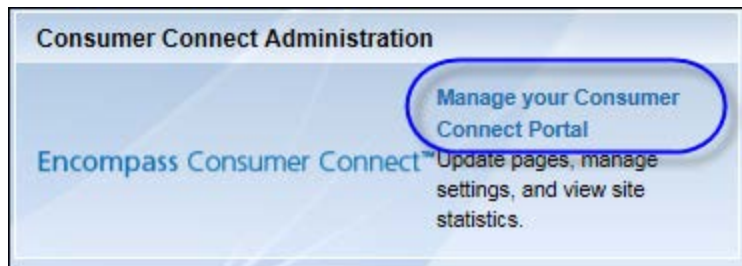 Consumer Connect Administration
Manage your Consumer
Connect Portal
Encompass Consumer Connect™
Update pages, manage
settings, and view site
statistics.